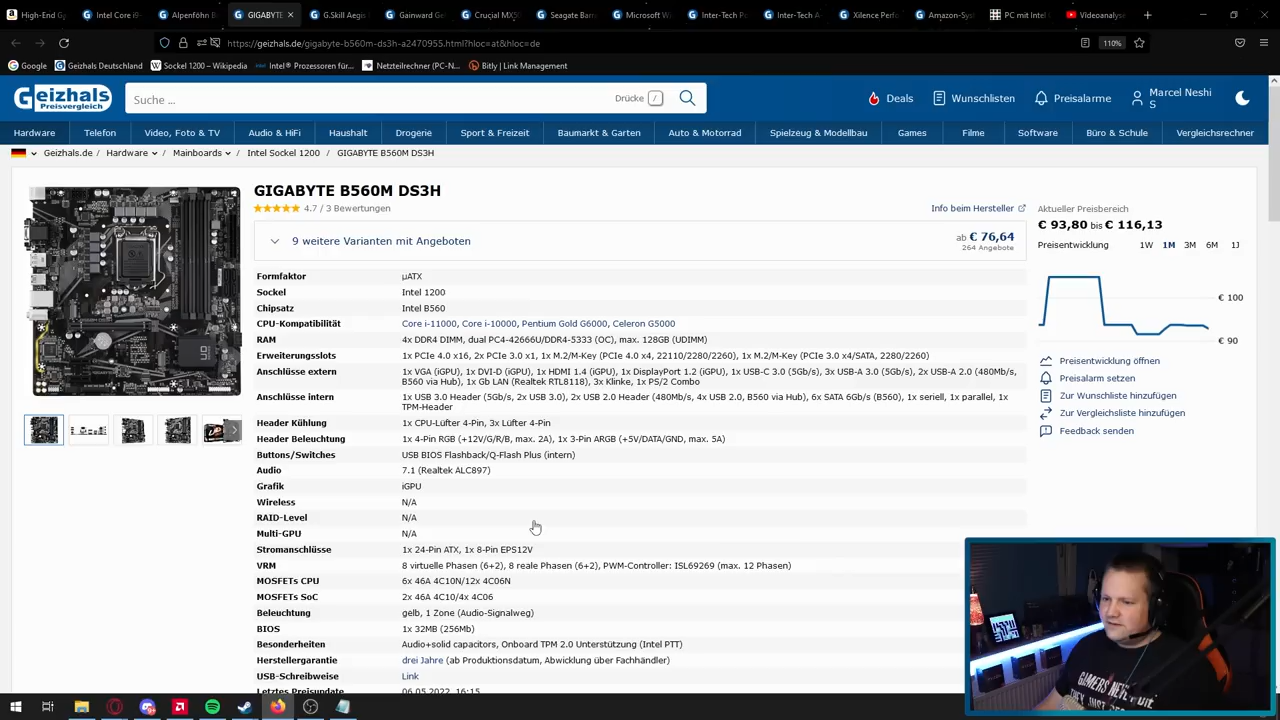 High-End G
Intel Core i9-
Alpenföhn B
GIGABYTE
G.Skill Aegis
Gainward Ge
Crucial MX50
Seagate Barr
Microsoft Wi
Inter-Tech Pa
Inter-Tech A-
Xilence Perfo
Amazon-Sys
PC mit Intel
Videoanalyse
https://geizhals.de/gigabyte-b560m-ds3h-a2470955.html?hloc=at&hloc=de
110%
Google
Geizhals Deutschland
Sockel 1200 – Wikipedia
Intel® Prozessoren für...
Netzteilrechner (PC-N...
Bitly | Link Management
Geizhals
Preisvergleich
Suche ...
Drücke /
Deals
Wunschlisten
Preisalarme
Marcel Neshi
S
Hardware
Telefon
Video, Foto & TV
Audio & HiFi
Haushalt
Drogerie
Sport & Freizeit
Baumarkt & Garten
Auto & Motorrad
Spielzeug & Modellbau
Games
Filme
Software
Büro & Schule
Vergleichsrechner
Geizhals.de / Hardware / Mainboards / Intel Sockel 1200 / GIGABYTE B560M DS3H
GIGABYTE B560M DS3H
4.7 / 3 Bewertungen
Info beim Hersteller
9 weitere Varianten mit Angeboten
ab € 76,64
264 Angebote
Formfaktor µATX
Sockel Intel 1200
Chipsatz Intel B560
CPU-Kompatibilität Core i-11000, Core i-10000, Pentium Gold G6000, Celeron G5000
RAM 4x DDR4 DIMM, dual PC4-42666U/DDR4-5333 (OC), max. 128GB (UDIMM)
Erweiterungsslots 1x PCIe 4.0 x16, 2x PCIe 3.0 x1, 1x M.2/M-Key (PCIe 4.0 x4, 22110/2280/2260), 1x M.2/M-Key (PCIe 3.0 x4/SATA, 2280/2260)
Anschlüsse extern 1x VGA (iGPU), 1x DVI-D (iGPU), 1x HDMI 1.4 (iGPU), 1x DisplayPort 1.2 (iGPU), 1x USB-C 3.0 (5Gb/s), 3x USB-A 3.0 (5Gb/s), 2x USB-A 2.0 (480Mb/s,
B560 via Hub), 1x Gb LAN (Realtek RTL8118), 3x Klinke, 1x PS/2 Combo
Anschlüsse intern 1x USB 3.0 Header (5Gb/s, 2x USB 3.0), 2x USB 2.0 Header (480Mb/s, 4x USB 2.0, B560 via Hub), 6x SATA 6Gb/s (B560), 1x seriell, 1x parallel, 1x
TPM-Header
Header Kühlung 1x CPU-Lüfter 4-Pin, 3x Lüfter 4-Pin
Header Beleuchtung 1x 4-Pin RGB (+12V/G/R/B, max. 2A), 1x 3-Pin ARGB (+5V/DATA/GND, max. 5A)
Buttons/Switches USB BIOS Flashback/Q-Flash Plus (intern)
Audio 7.1 (Realtek ALC897)
Grafik iGPU
Wireless N/A
RAID-Level N/A
Multi-GPU N/A
Stromanschlüsse 1x 24-Pin ATX, 1x 8-Pin EPS12V
VRM 8 virtuelle Phasen (6+2), 8 reale Phasen (6+2), PWM-Controller: ISL69269 (max. 12 Phasen)
MOSFETs CPU 6x 46A 4C10N/12x 4C06N
MOSFETs SoC 2x 46A 4C10/4x 4C06
Beleuchtung gelb, 1 Zone (Audio-Signalweg)
BIOS 1x 32MB (256Mb)
Besonderheiten Audio+solid capacitors, Onboard TPM 2.0 Unterstützung (Intel PTT)
Herstellergarantie drei Jahre (ab Produktionsdatum, Abwicklung über Fachhändler)
USB-Schreibweise Link
Letztes Preisupdate 06.05.2022, 16:15
Aktueller Preisbereich
€ 93,80 bis € 116,13
Preisentwicklung 1W 1M 3M 6M 1J
€ 100
€ 90
Preisentwicklung öffnen
Preisalarm setzen
Zur Wunschliste hinzufügen
Zur Vergleichsliste hinzufügen
Feedback senden